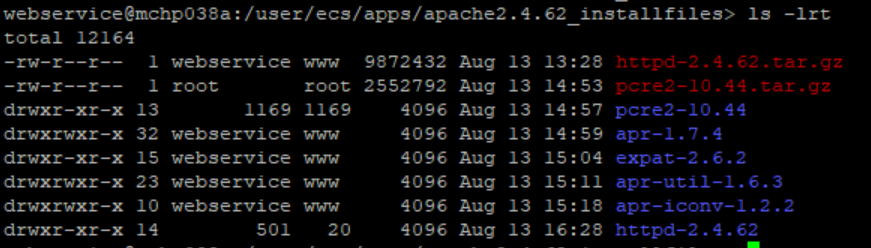 webservice@mchp038a:/user/ecs/apps/apache2.4.62_installfiles> ls -lrt
total 12164
-rw-r--r-- 1 webservice www 9872432 Aug 13 13:28 httpd-2.4.62.tar.gz
-rw-r--r-- 1 root root 2552792 Aug 13 14:53 pcre2-10.44.tar.gz
drwxr-xr-x 13 1169 1169 4096 Aug 13 14:57 pcre2-10.44
drwxrwxr-x 32 webservice www 4096 Aug 13 14:59 apr-1.7.4
drwxr-xr-x 15 webservice www 4096 Aug 13 15:04 expat-2.6.2
drwxrwxr-x 23 webservice www 4096 Aug 13 15:11 apr-util-1.6.3
drwxrwxr-x 10 webservice www 4096 Aug 13 15:18 apr-iconv-1.2.2
drwxr-xr-x 14 501 20 4096 Aug 13 16:28 httpd-2.4.62